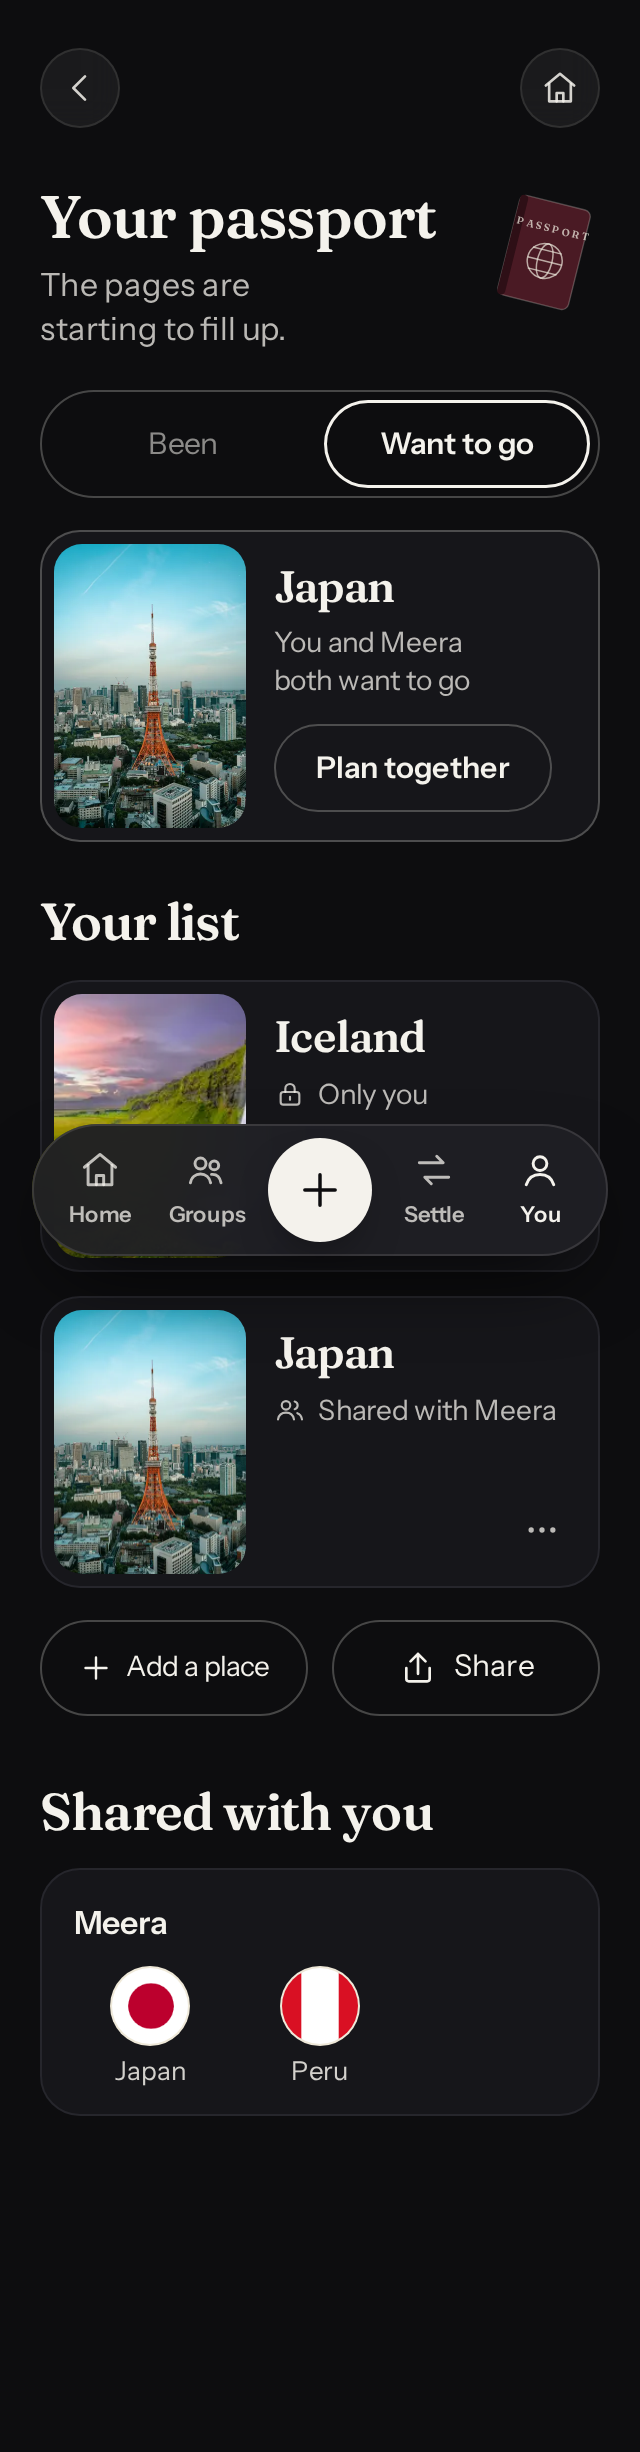 Your passport
PASSPORT
The pages are
starting to fill up.
Been
Want to go
Japan
You and Meera
both want to go
Plan together
Your list
Iceland
Only you
Home
Groups
Settle
You
Japan
Shared with Meera
Add a place
Share
Shared with you
Meera
Japan
Peru